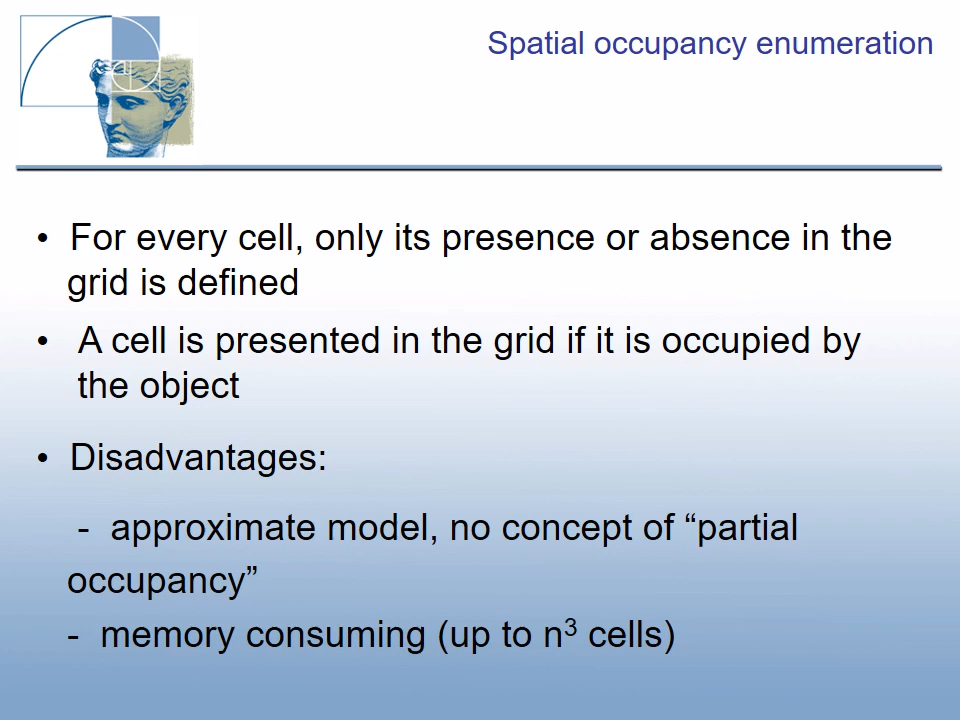 Spatial occupancy enumeration
• For every cell, only its presence or absence in the
grid is defined
• A cell is presented in the grid if it is occupied by
the object
• Disadvantages:
- approximate model, no concept of “partial
occupancy”
- memory consuming (up to n³ cells)